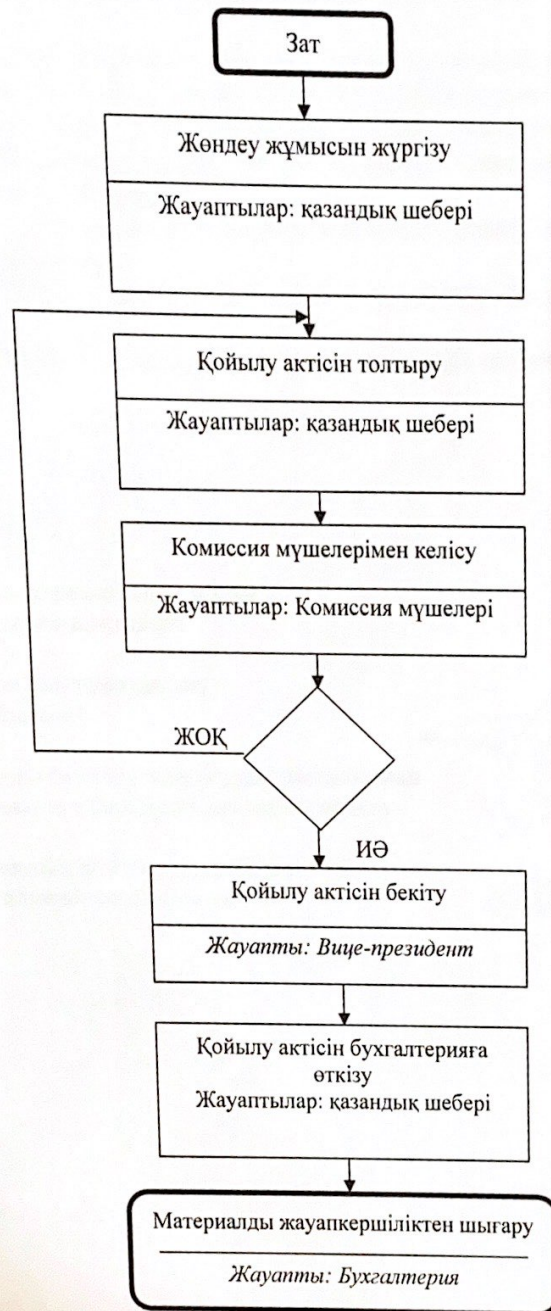 Зат
Жөндеу жұмысын жүргізу
Жауаптылар: қазандық шебері
Қойылу актісін толтыру
Жауаптылар: қазандық шебері
Комиссия мүшелерімен келісу
Жауаптылар: Комиссия мүшелері
ЖОҚ
ИӘ
Қойылу актісін бекіту
Жауапты: Вице-президент
Қойылу актісін бухгалтерияға
өткізу
Жауаптылар: қазандық шебері
Материалды жауапкершіліктен шығару
Жауапты: Бухгалтерия